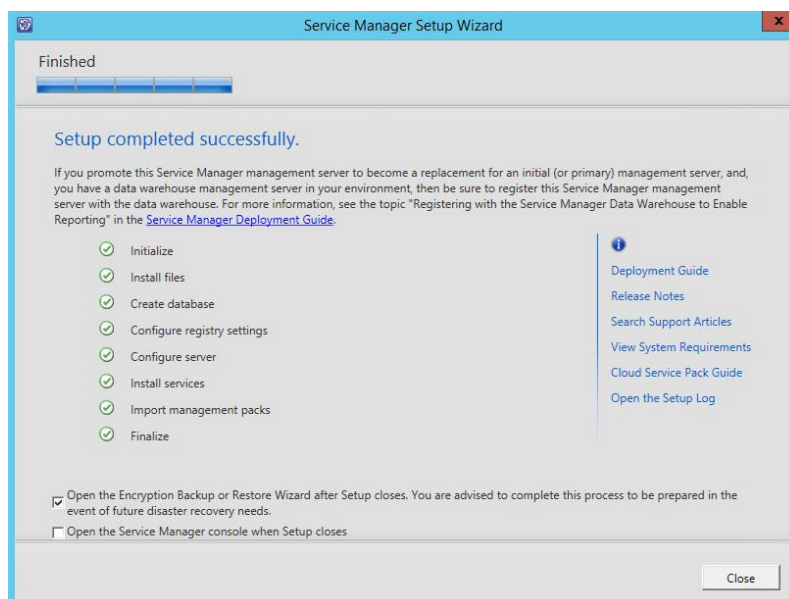 Service Manager Setup Wizard
x
Finished
Setup completed successfully.
If you promote this Service Manager management server to become a replacement for an initial (or primary) management server, and,
you have a data warehouse management server in your environment, then be sure to register this Service Manager management
server with the data warehouse. For more information, see the topic "Registering with the Service Manager Data Warehouse to Enable
Reporting" in the Service Manager Deployment Guide.
Initialize
Install files
Create database
Configure registry settings
Configure server
Install services
Import management packs
Finalize
Deployment Guide
Release Notes
Search Support Articles
View System Requirements
Cloud Service Pack Guide
Open the Setup Log
Open the Encryption Backup or Restore Wizard after Setup closes. You are advised to complete this process to be prepared in the
event of future disaster recovery needs.
Open the Service Manager console when Setup closes
Close